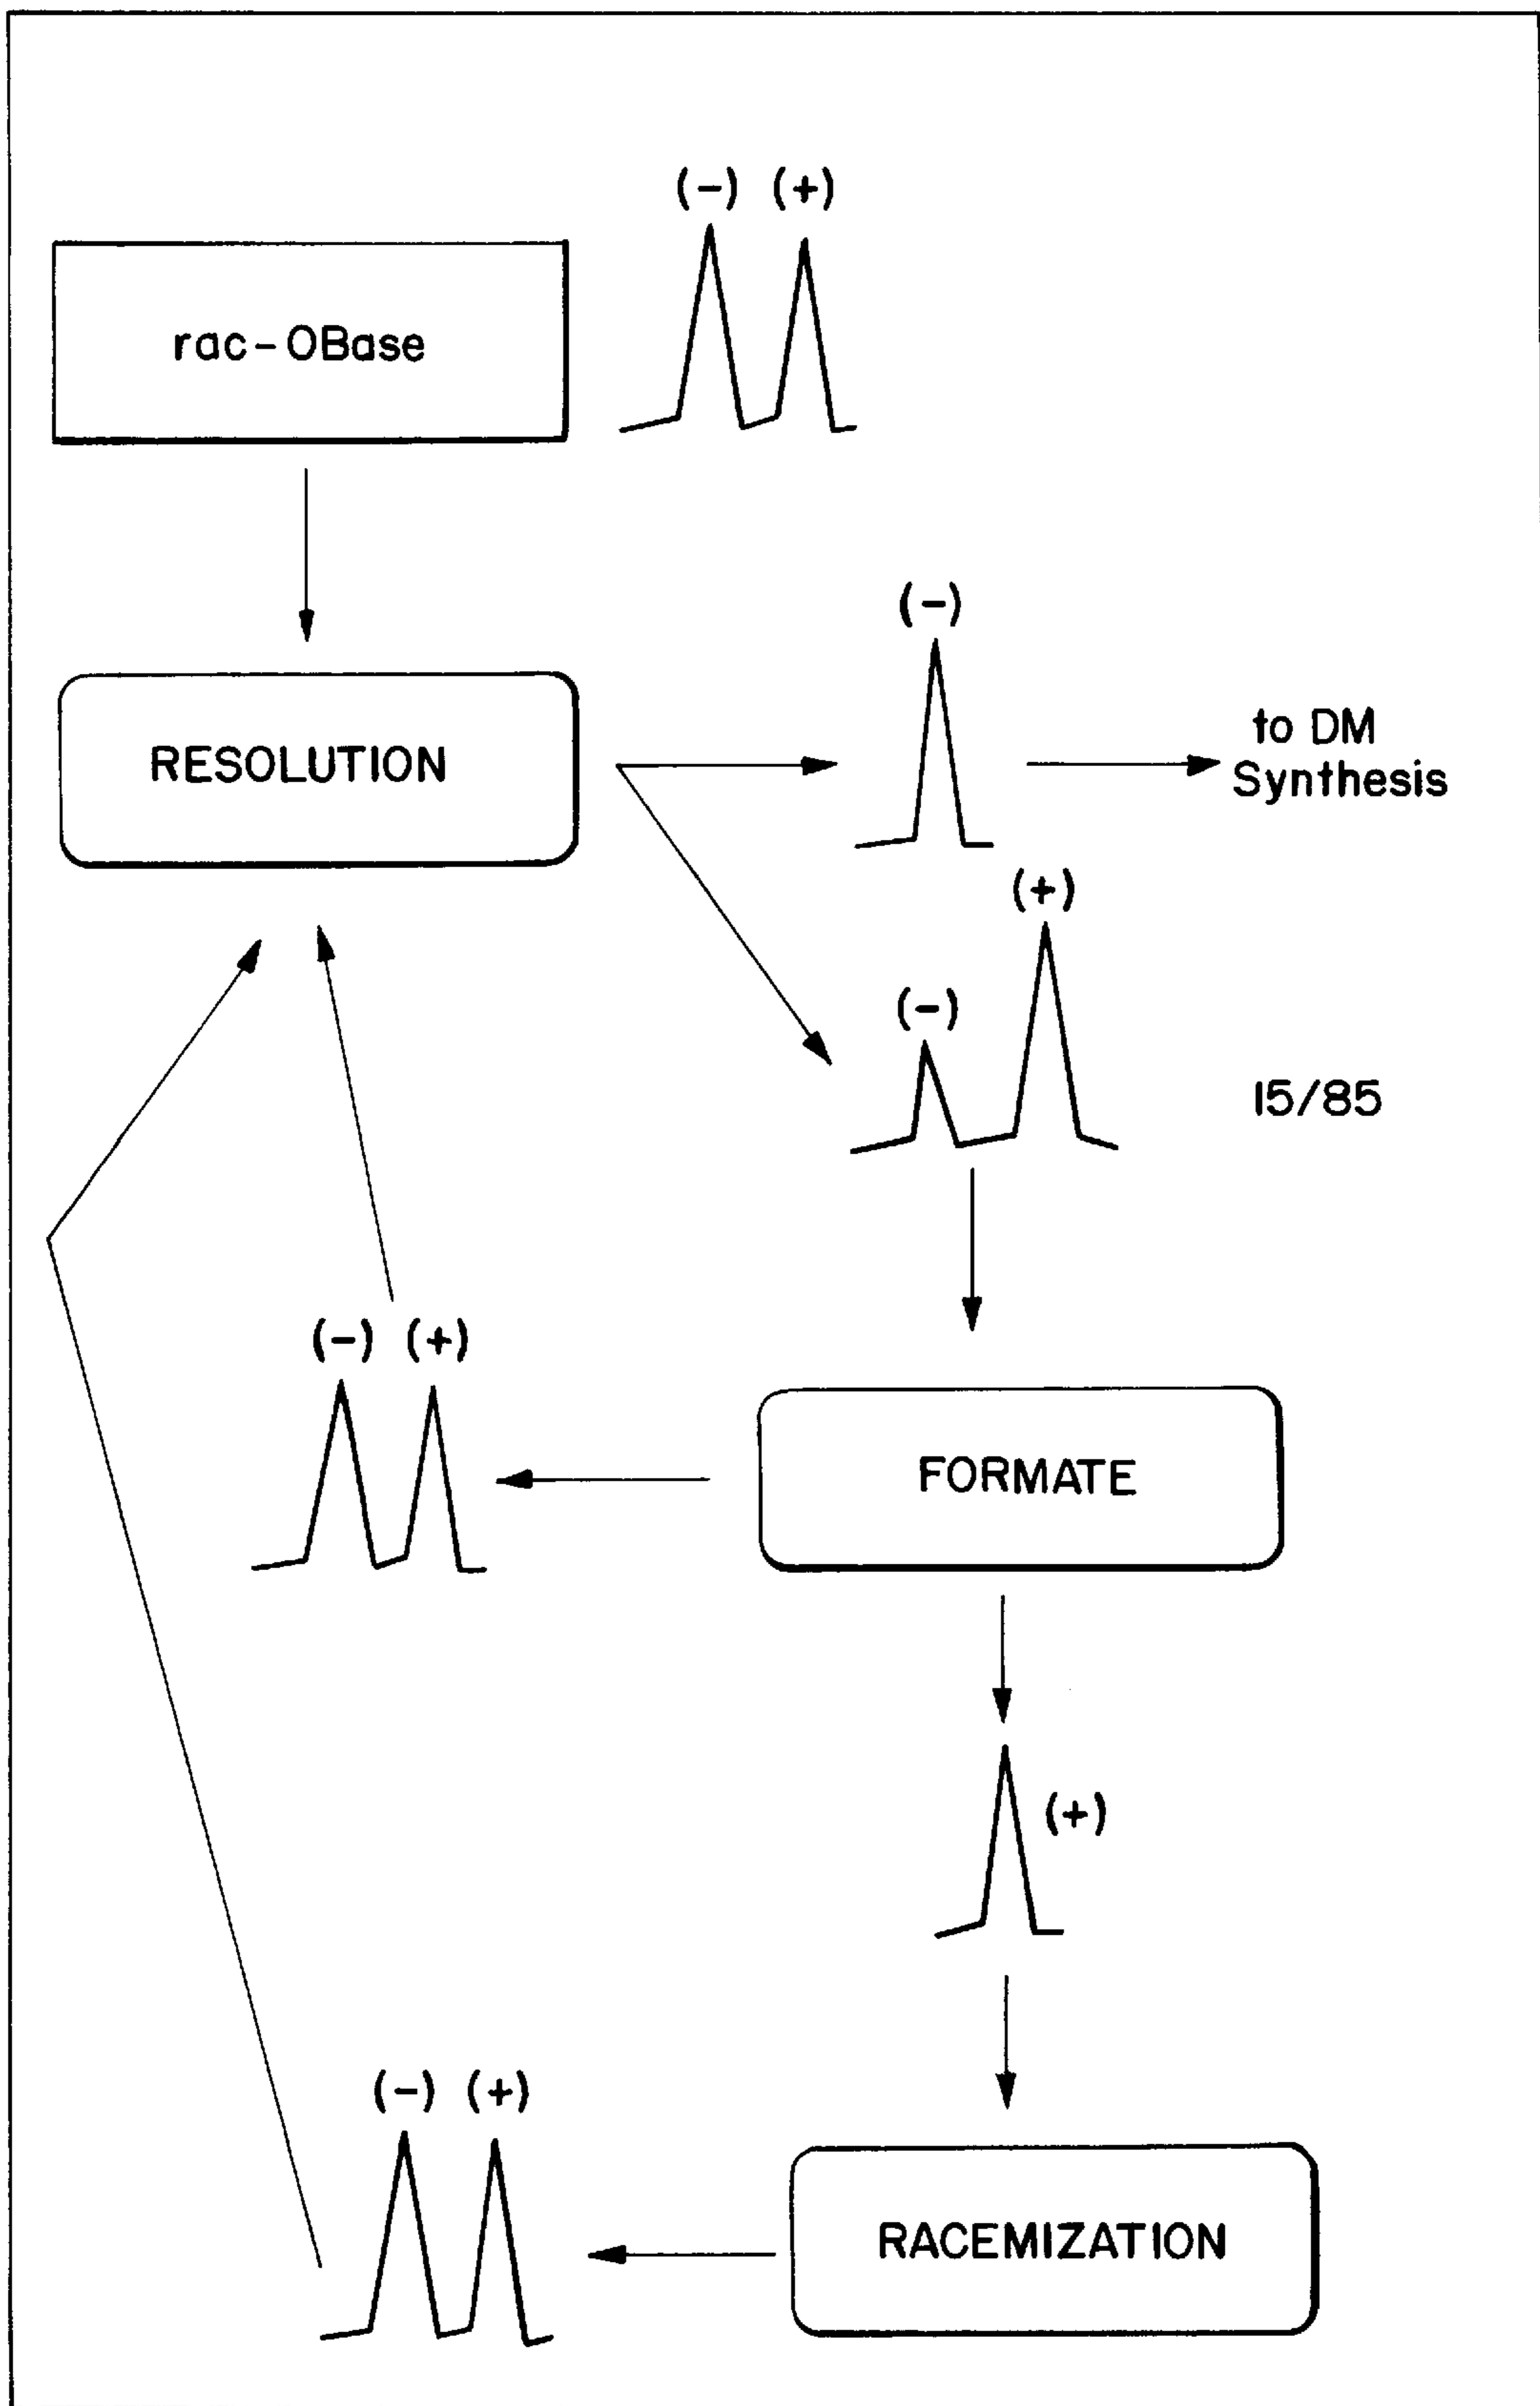 (-) (+)
rac-OBase
(-)
RESOLUTION
to DM
Synthesis
(+)
(-)
15/85
(-) (+)
FORMATE
(+)
(-) (+)
RACEMIZATION